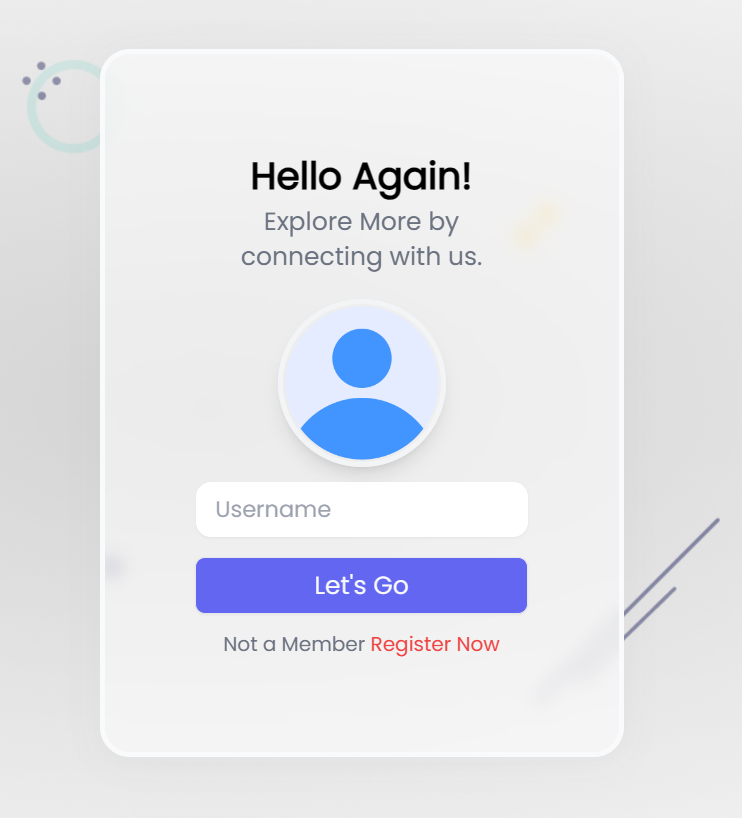 Hello Again!
Explore More by
connecting with us.
Username
Let's Go
Not a Member Register Now